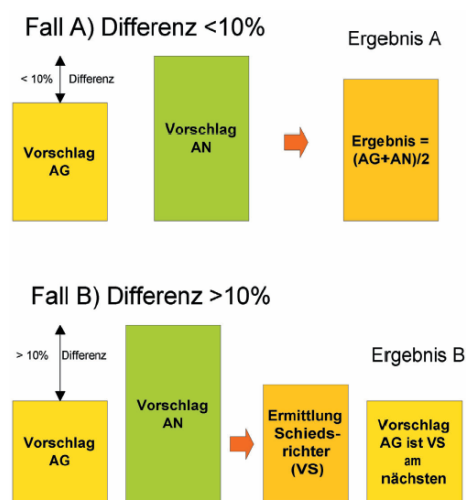 Fall A) Differenz <10%
Ergebnis A
< 10%
Differenz
Vorschlag
AG
Vorschlag
AN
Ergebnis =
(AG+AN)/2
Fall B) Differenz >10%
Ergebnis B
> 10%
Differenz
Vorschlag
AG
Vorschlag
AN
Ermittlung
Schieds-
richter
(VS)
Vorschlag
AG ist VS
am
nächsten